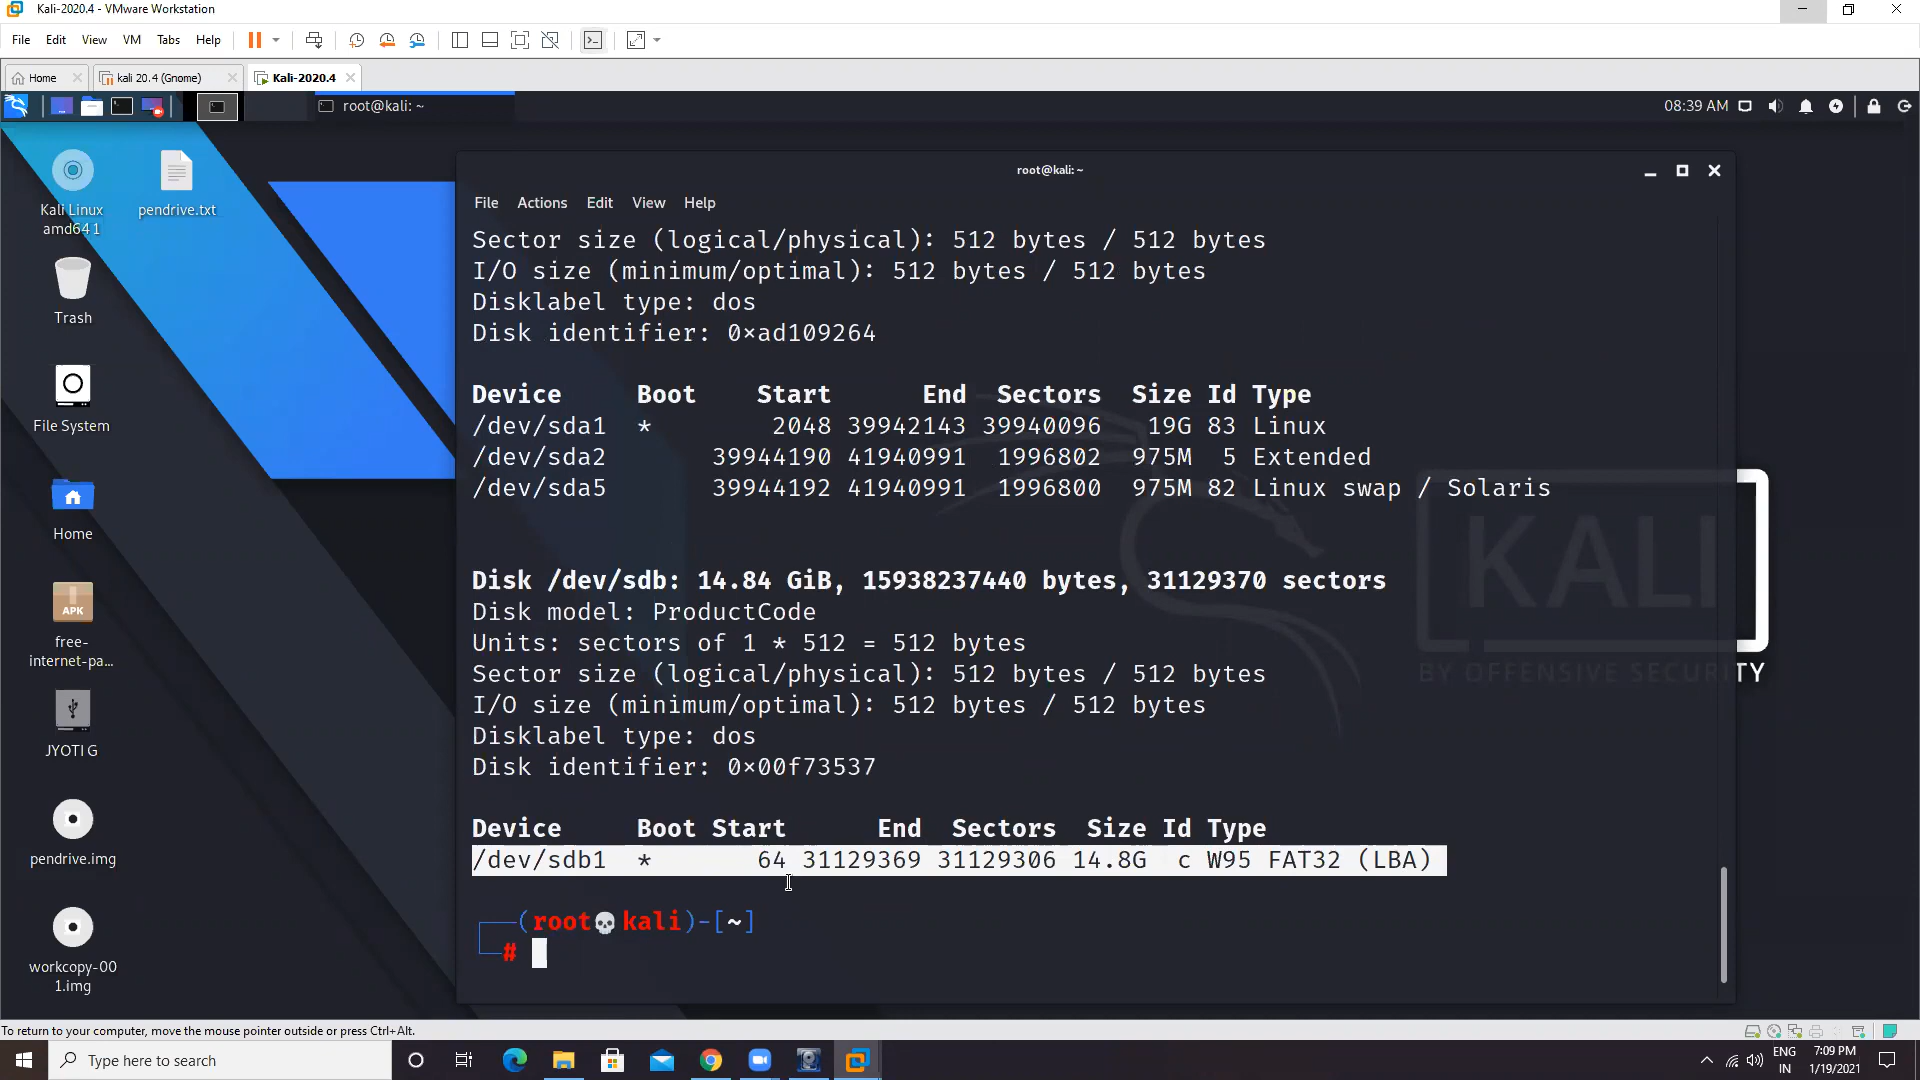 Kali-2020.4 - VMware Workstation
File Edit View VM Tabs Help
Home
kali 20.4 (Gnome)
Kali-2020.4
root@kali: ~
08:39 AM
Kali Linux
amd64 1
pendrive.txt
Trash
File System
Home
APK
free-
internet-pa...
JYOTI G
pendrive.img
workcopy-00
1.img
root@kali: ~
File Actions Edit View Help
Sector size (logical/physical): 512 bytes / 512 bytes
I/O size (minimum/optimal): 512 bytes / 512 bytes
Disklabel type: dos
Disk identifier: 0×ad109264
Device Boot Start End Sectors Size Id Type
/dev/sda1 * 2048 39942143 39940096 19G 83 Linux
/dev/sda2 39944190 41940991 1996802 975M 5 Extended
/dev/sda5 39944192 41940991 1996800 975M 82 Linux swap / Solaris
Disk /dev/sdb: 14.84 GiB, 15938237440 bytes, 31129370 sectors
Disk model: ProductCode
Units: sectors of 1 * 512 = 512 bytes
Sector size (logical/physical): 512 bytes / 512 bytes
I/O size (minimum/optimal): 512 bytes / 512 bytes
Disklabel type: dos
Disk identifier: 0×00f73537
Device Boot Start End Sectors Size Id Type
/dev/sdb1 * 64 31129369 31129306 14.8G c W95 FAT32 (LBA)
(root💀kali)-[~]
#
KALI
BY OFFENSIVE SECURITY
To return to your computer, move the mouse pointer outside or press Ctrl+Alt.
Type here to search
ENG
IN
7:09 PM
1/19/2021